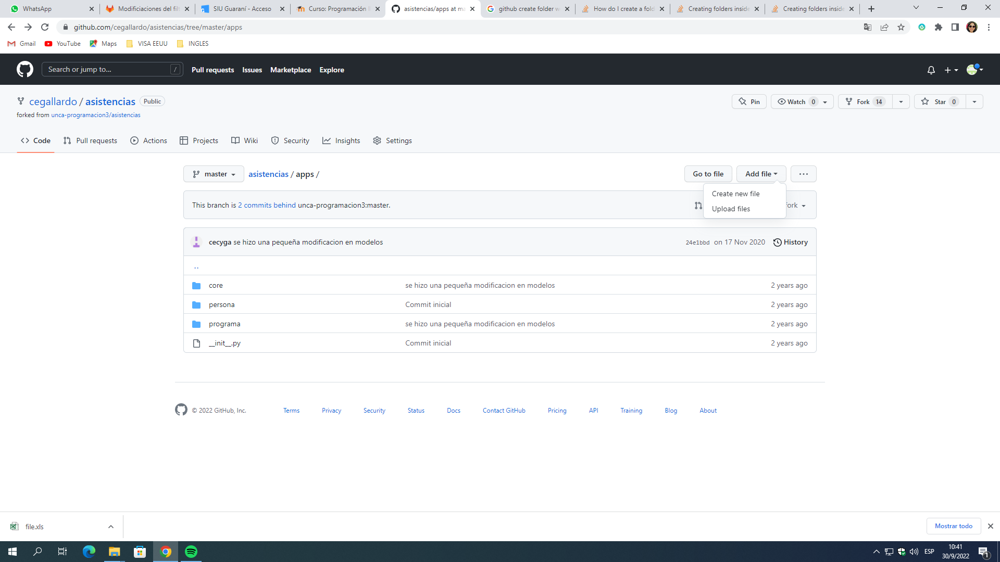 WhatsApp
Modificiaciones del filt
SIU Guaraní - Acceso
Curso: Programación II
asistencias/apps at ma
github create folder w
How do I create a fold
Creating folders inside
Creating folders inside
github.com/cegallardo/asistencias/tree/master/apps
Gmail
YouTube
Maps
VISA EEUU
INGLES
Search or jump to...
/
Pull requests
Issues
Marketplace
Explore
cegallardo / asistencias
Public
forked from unca-programacion3/asistencias
Pin
Watch 0
Fork 14
Star 0
Code
Pull requests
Actions
Projects
Wiki
Security
Insights
Settings
master
asistencias / apps /
Go to file
Add file
Create new file
Upload files
This branch is 2 commits behind unca-programacion3:master.
fork
cecyga se hizo una pequeña modificacion en modelos
24e1bbd on 17 Nov 2020
History
..
core se hizo una pequeña modificacion en modelos 2 years ago
persona Commit inicial 2 years ago
programa se hizo una pequeña modificacion en modelos 2 years ago
__init__.py Commit inicial 2 years ago
© 2022 GitHub, Inc.
Terms
Privacy
Security
Status
Docs
Contact GitHub
Pricing
API
Training
Blog
About
file.xls
Mostrar todo
ESP
10:41
30/9/2022
1